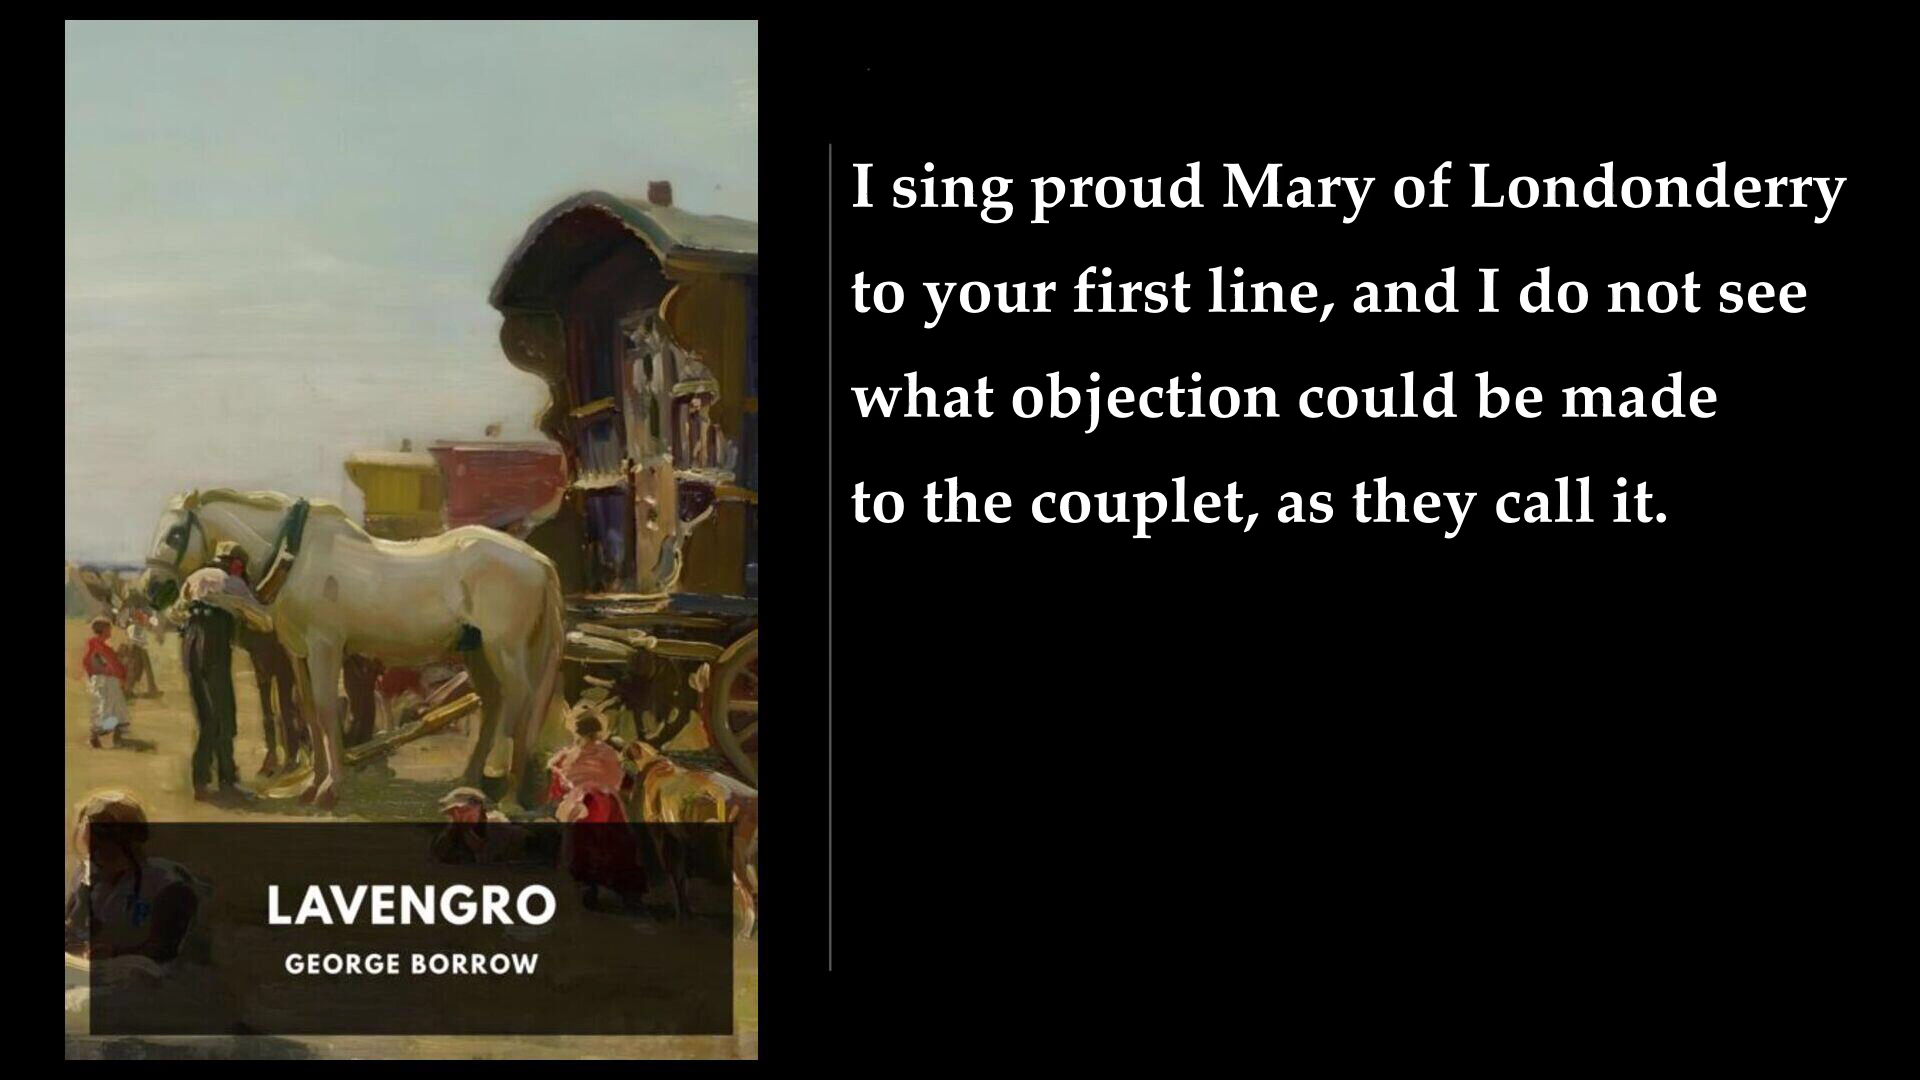 I sing proud Mary of Londonderry
to your first line, and I do not see
what objection could be made
to the couplet, as they call it.
LAVENGRO
GEORGE BORROW